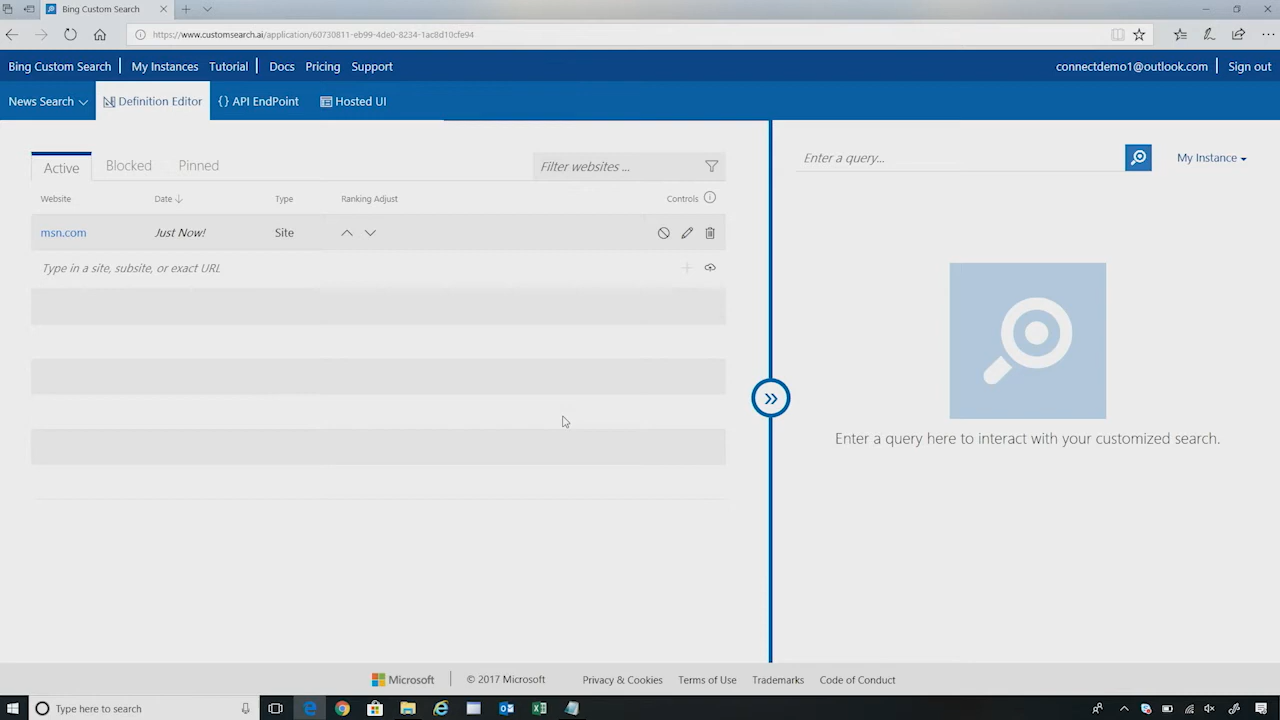 Bing Custom Search
https://www.customsearch.ai/application/60730811-eb99-4de0-8234-1ac8d10cfe94
Bing Custom Search My Instances Tutorial Docs Pricing Support connectdemo1@outlook.com Sign out
News Search Definition Editor { } API EndPoint Hosted UI
Active Blocked Pinned Filter websites ...
Enter a query... My Instance
Website Date Type Ranking Adjust Controls
msn.com Just Now! Site
Type in a site, subsite, or exact URL
Enter a query here to interact with your customized search.
Microsoft © 2017 Microsoft Privacy & Cookies Terms of Use Trademarks Code of Conduct
Type here to search